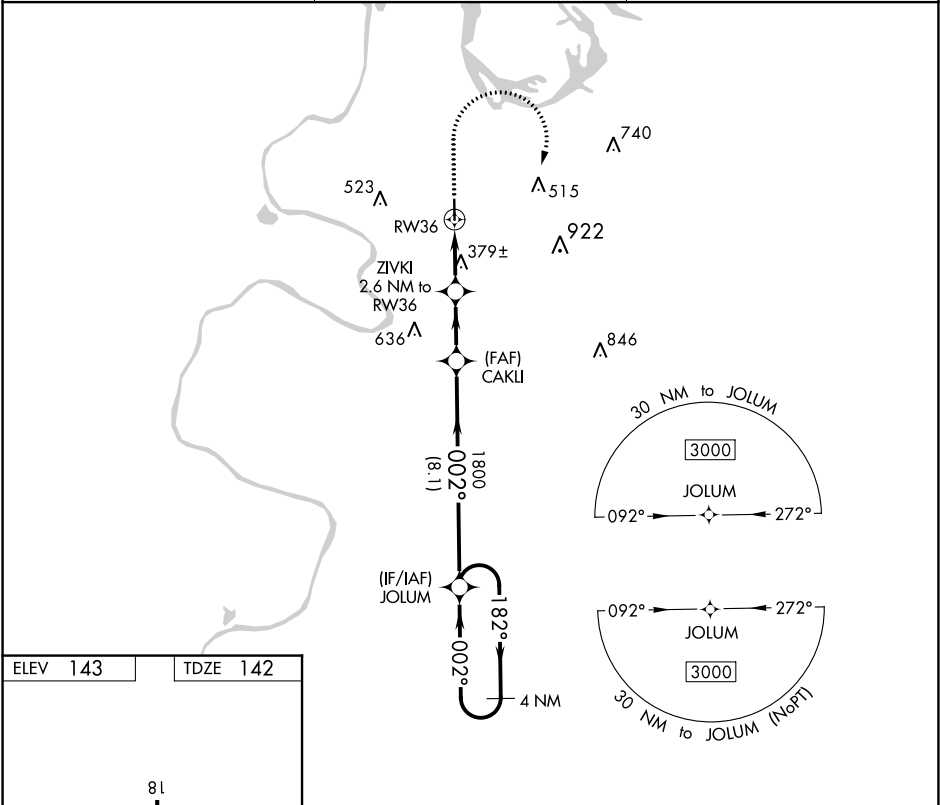 740
523
515
RW36
922
379±
ZIVKI
2.6 NM to
RW36
636
846
(FAF)
CAKLI
30 NM to JOLUM
3000
1800
002°
(8.1)
JOLUM
092°
272°
(IF/IAF)
JOLUM
182°
002°
4 NM
092°
272°
JOLUM
3000
30 NM to JOLUM (NoPT)
ELEV 143
TDZE 142
18